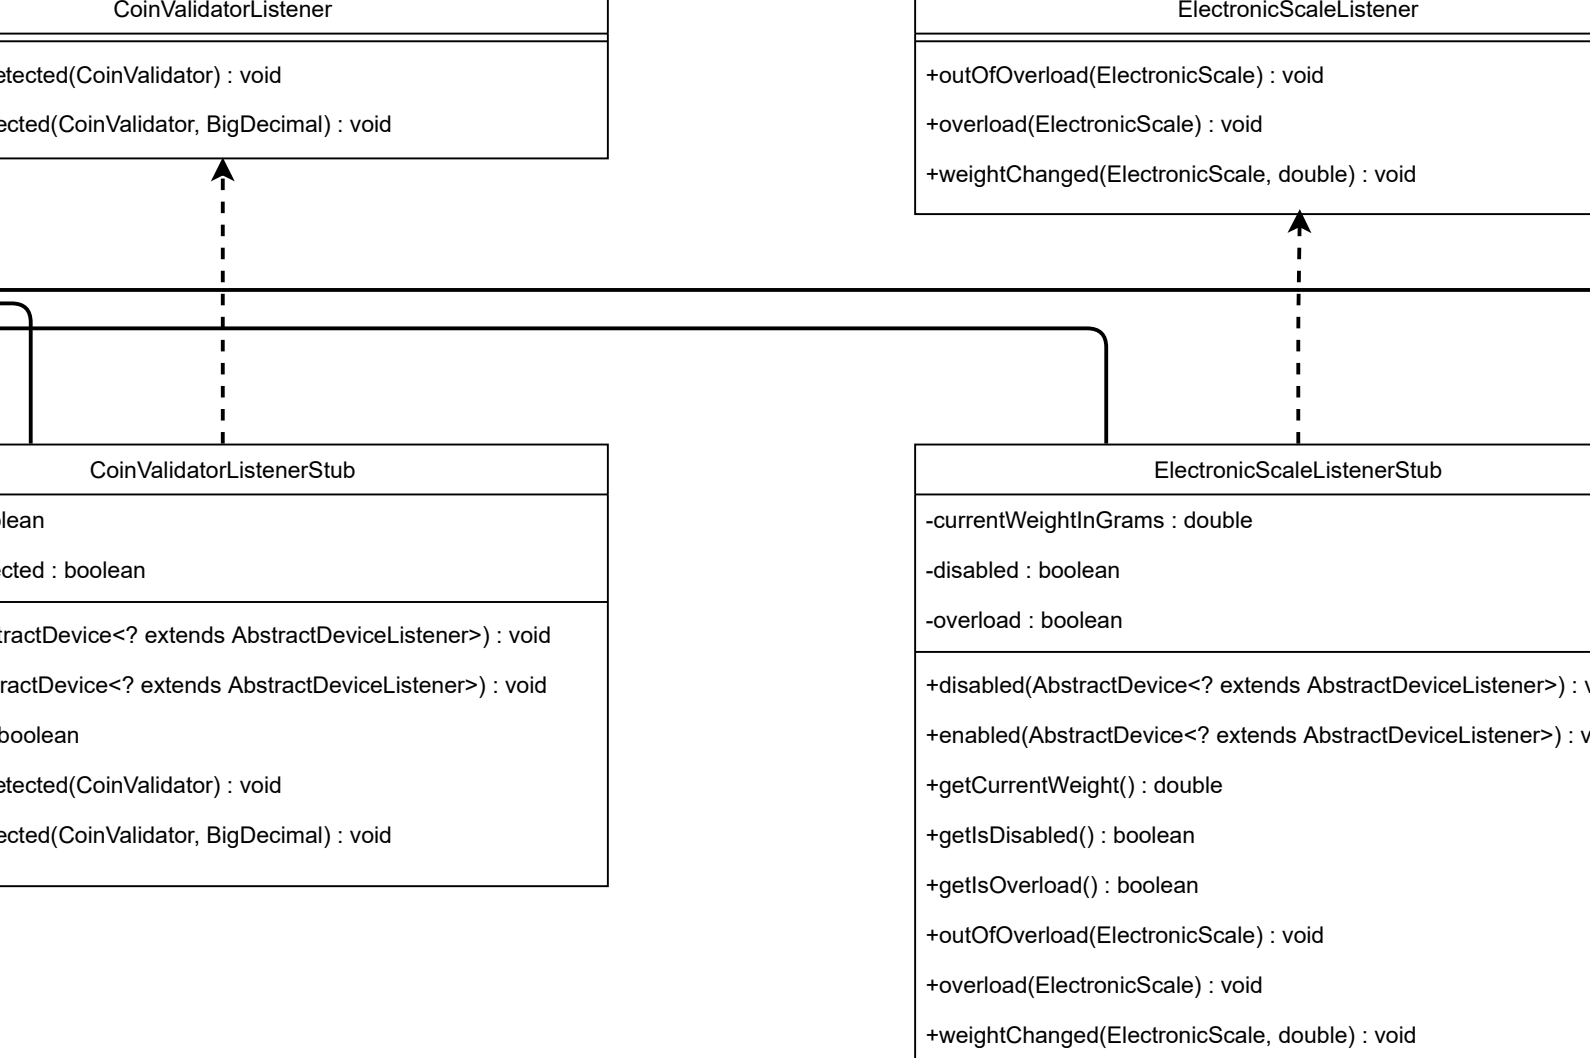 CoinValidatorListener
etected(CoinValidator) : void
ected(CoinValidator, BigDecimal) : void
ElectronicScaleListener
+outOfOverload(ElectronicScale) : void
+overload(ElectronicScale) : void
+weightChanged(ElectronicScale, double) : void
CoinValidatorListenerStub
lean
ected : boolean
tractDevice<? extends AbstractDeviceListener>) : void
ractDevice<? extends AbstractDeviceListener>) : void
boolean
etected(CoinValidator) : void
ected(CoinValidator, BigDecimal) : void
ElectronicScaleListenerStub
-currentWeightInGrams : double
-disabled : boolean
-overload : boolean
+disabled(AbstractDevice<? extends AbstractDeviceListener>) : v
+enabled(AbstractDevice<? extends AbstractDeviceListener>) : v
+getCurrentWeight() : double
+getIsDisabled() : boolean
+getIsOverload() : boolean
+outOfOverload(ElectronicScale) : void
+overload(ElectronicScale) : void
+weightChanged(ElectronicScale, double) : void